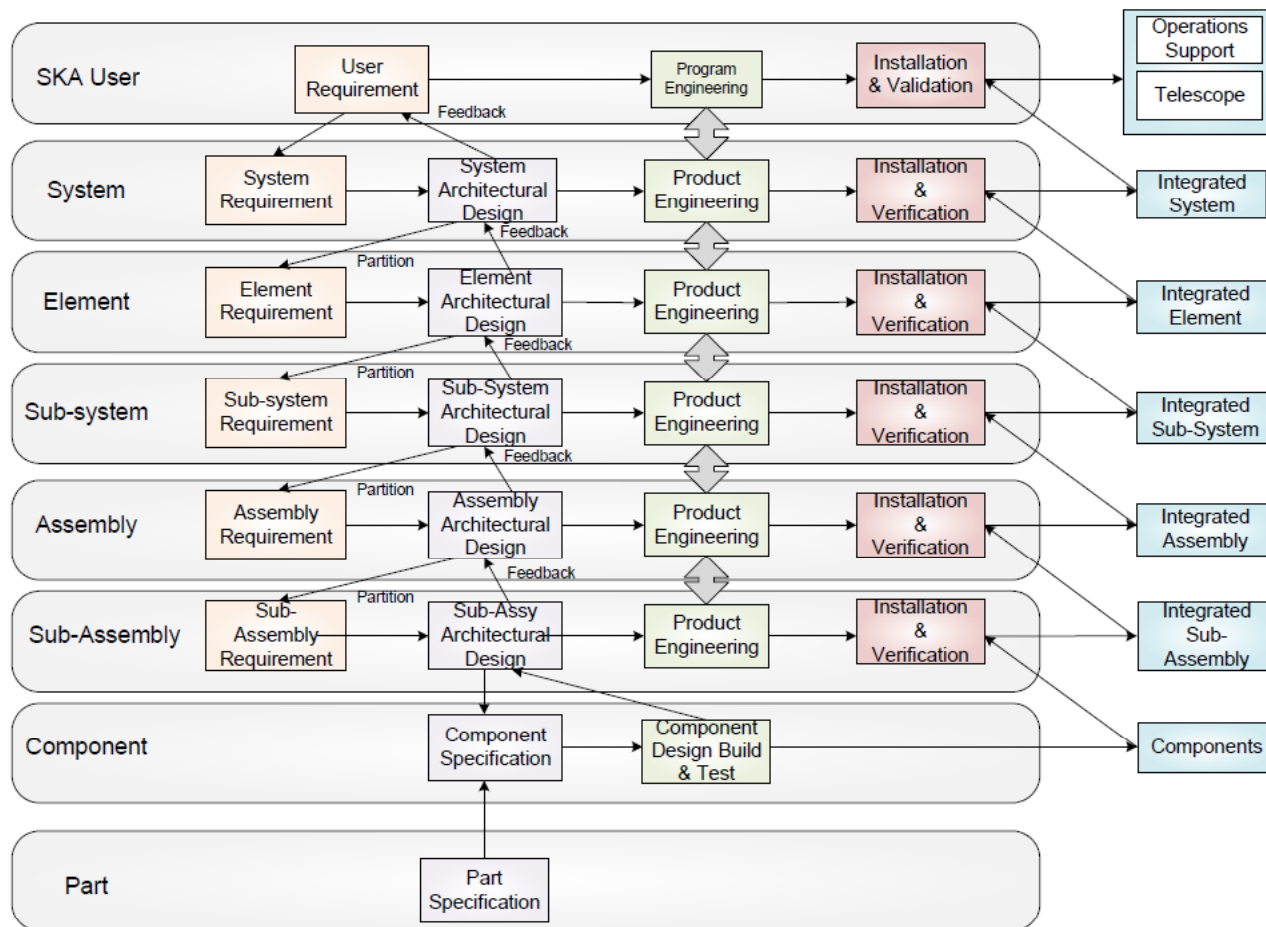 SKA User
User
Requirement
Program
Engineering
Installation
& Validation
Operations
Support
Telescope
Feedback
System
System
Requirement
System
Architectural
Design
Product
Engineering
Installation
&
Verification
Integrated
System
Feedback
Partition
Element
Element
Requirement
Element
Architectural
Design
Product
Engineering
Installation
&
Verification
Integrated
Element
Feedback
Partition
Sub-system
Sub-system
Requirement
Sub-System
Architectural
Design
Product
Engineering
Installation
&
Verification
Integrated
Sub-System
Feedback
Partition
Assembly
Assembly
Requirement
Assembly
Architectural
Design
Product
Engineering
Installation
&
Verification
Integrated
Assembly
Feedback
Partition
Sub-Assembly
Sub-
Assembly
Requirement
Sub-Assy
Architectural
Design
Product
Engineering
Installation
&
Verification
Integrated
Sub-
Assembly
Component
Component
Specification
Component
Design Build
& Test
Components
Part
Part
Specification